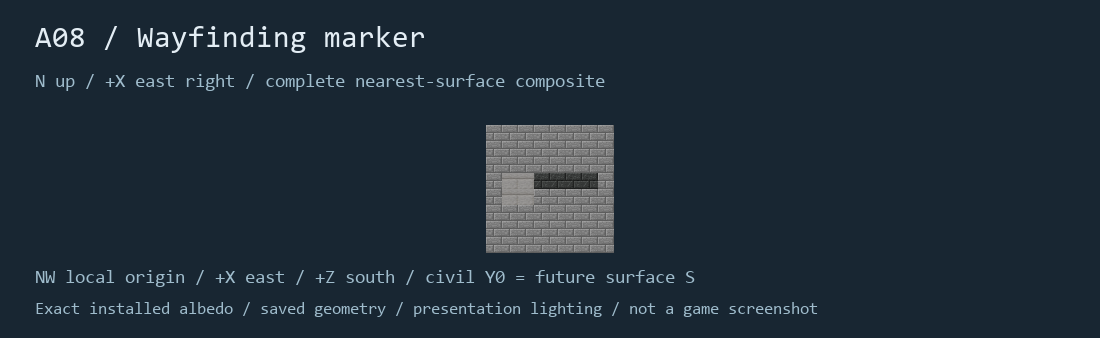 A08 / Wayfinding marker
N up / +X east right / complete nearest-surface composite
NW local origin / +X east / +Z south / civil Y0 = future surface S
Exact installed albedo / saved geometry / presentation lighting / not a game screenshot